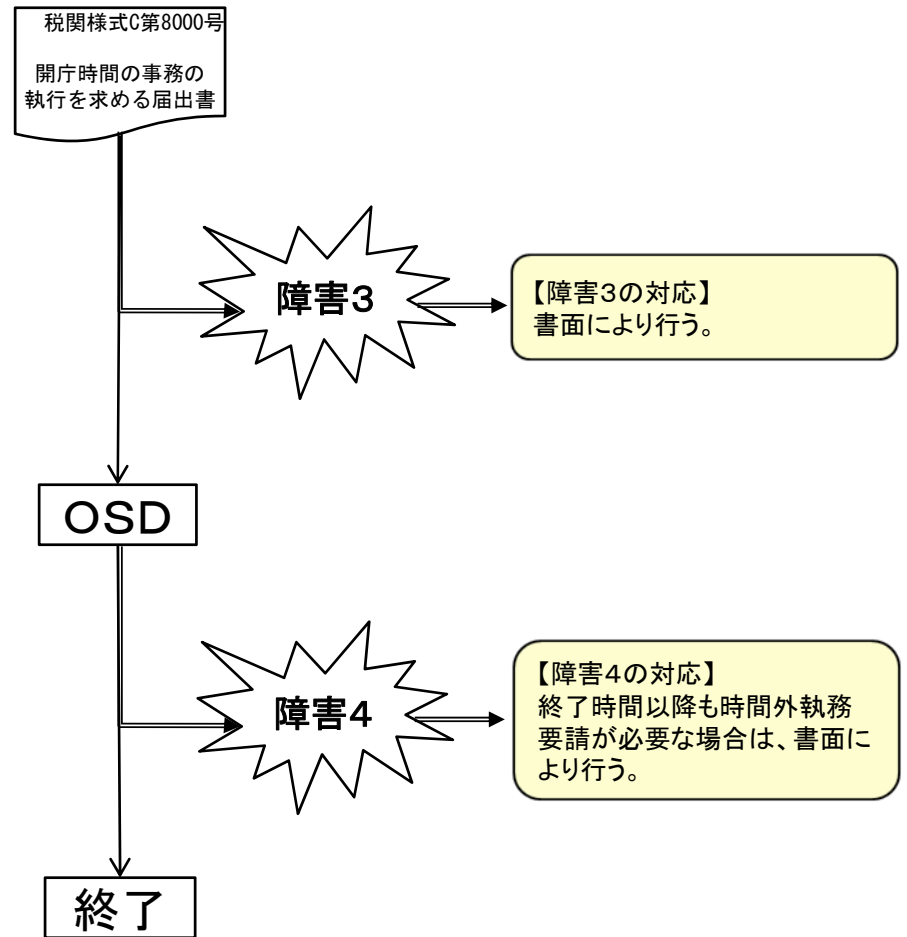 税関様式C第8000号
開庁時間の事務の
執行を求める届出書
障害3
【障害3の対応】
書面により行う。
OSD
障害4
【障害4の対応】
終了時間以降も時間外執務
要請が必要な場合は、書面に
より行う。
終了